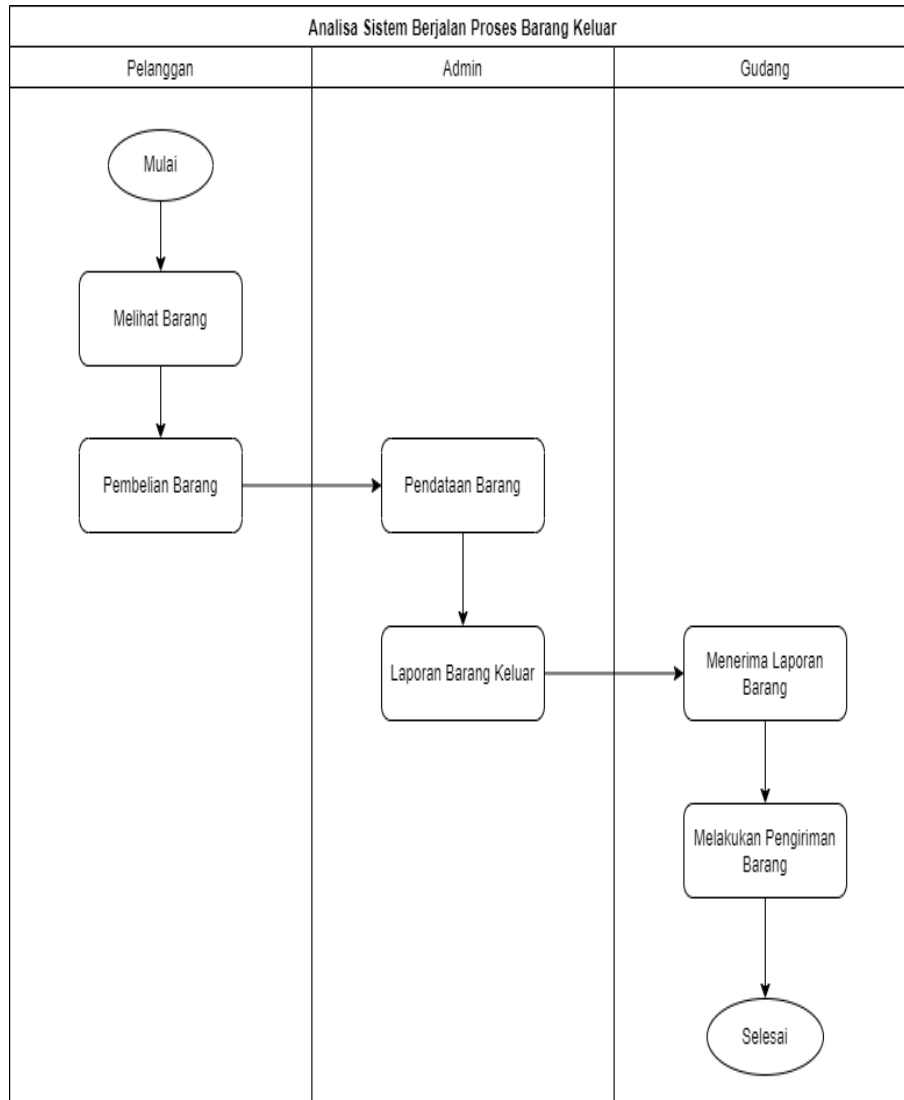 Analisa Sistem Berjalan Proses Barang Keluar
Pelanggan
Admin
Gudang
Mulai
Melihat Barang
Pembelian Barang
Pendataan Barang
Laporan Barang Keluar
Menerima Laporan
Barang
Melakukan Pengiriman
Barang
Selesai